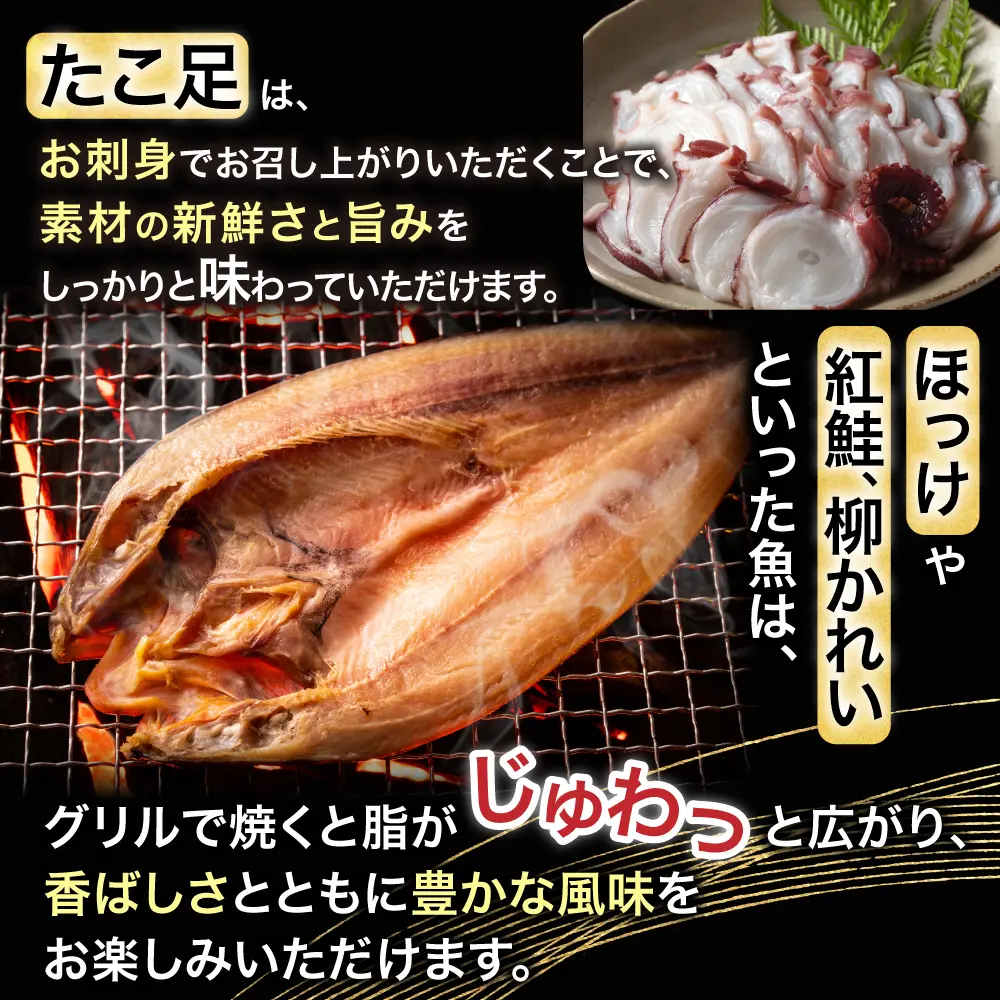 たこ足は、
お刺身でお召し上がりいただくことで、
素材の新鮮さと旨みを
しっかりと味わっていただけます。
ほっけや
紅鮭、柳かれい
といった魚は、
グリルで焼くと脂がじゅわっと広がり、
香ばしさとともに豊かな風味を
お楽しみいただけます。